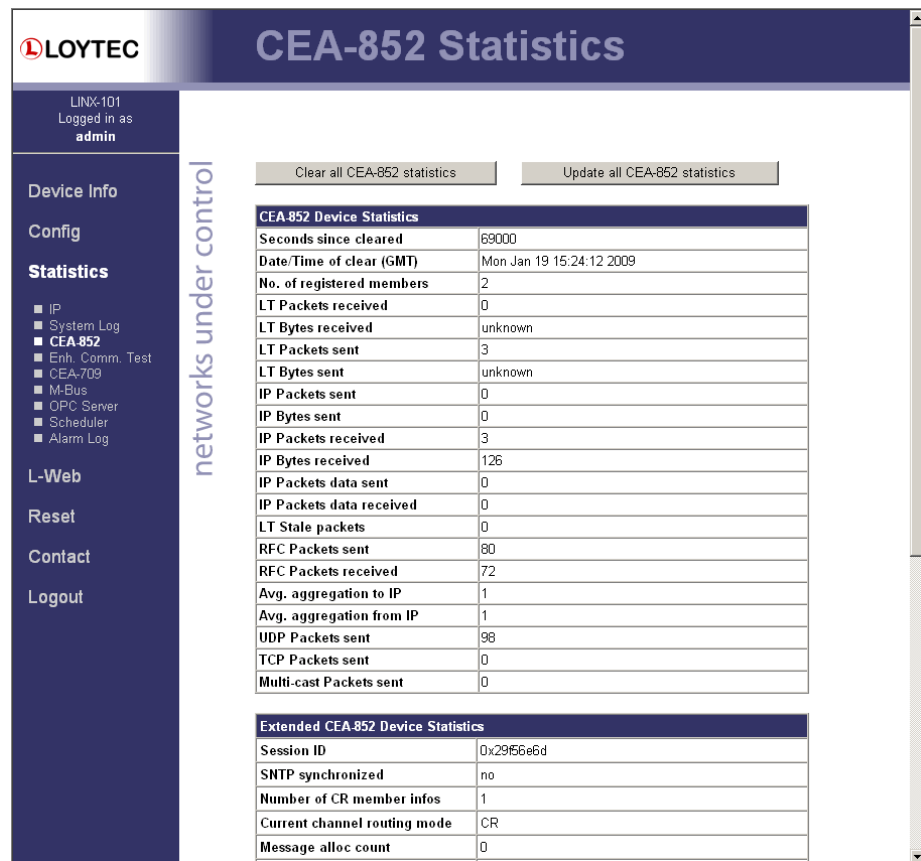 LOYTEC
CEA-852 Statistics
LINX-101
Logged in as
admin
Device Info
Config
Statistics
IP
System Log
CEA-852
Enh. Comm. Test
CEA-709
M-Bus
OPC Server
Scheduler
Alarm Log
L-Web
Reset
Contact
Logout
networks under control
Clear all CEA-852 statistics Update all CEA-852 statistics
CEA-852 Device Statistics
Seconds since cleared 69000
Date/Time of clear (GMT) Mon Jan 19 15:24:12 2009
No. of registered members 2
LT Packets received 0
LT Bytes received unknown
LT Packets sent 3
LT Bytes sent unknown
IP Packets sent 0
IP Bytes sent 0
IP Packets received 3
IP Bytes received 126
IP Packets data sent 0
IP Packets data received 0
LT Stale packets 0
RFC Packets sent 80
RFC Packets received 72
Avg. aggregation to IP 1
Avg. aggregation from IP 1
UDP Packets sent 98
TCP Packets sent 0
Multi-cast Packets sent 0
Extended CEA-852 Device Statistics
Session ID 0x29f56e6d
SNTP synchronized no
Number of CR member infos 1
Current channel routing mode CR
Message alloc count 0